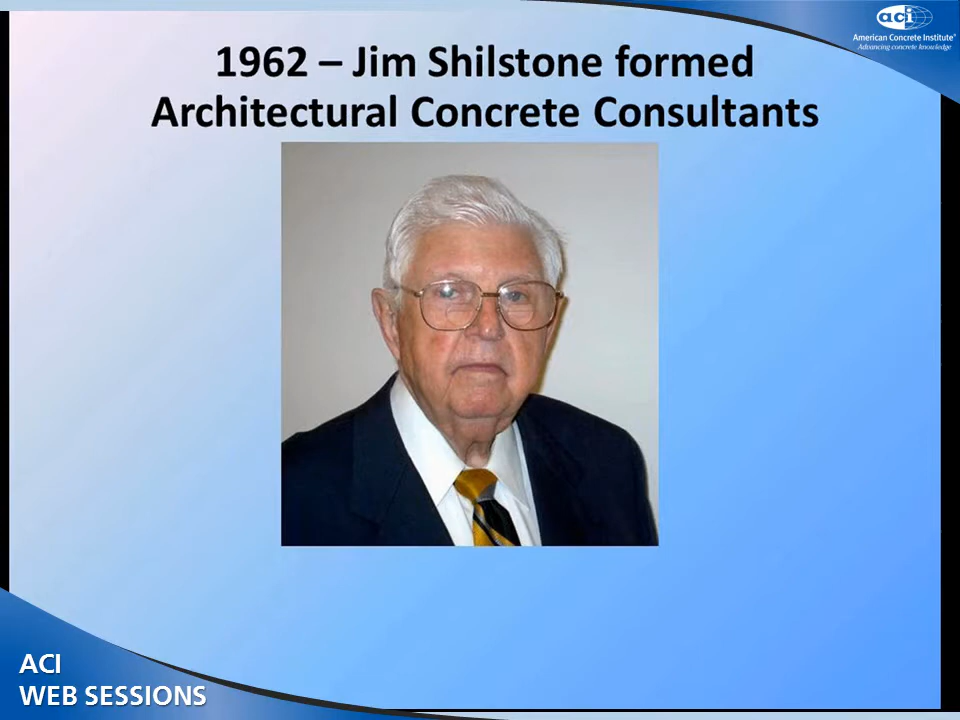 aci
American Concrete Institute®
Advancing concrete knowledge
1962 – Jim Shilstone formed
Architectural Concrete Consultants
ACI
WEB SESSIONS